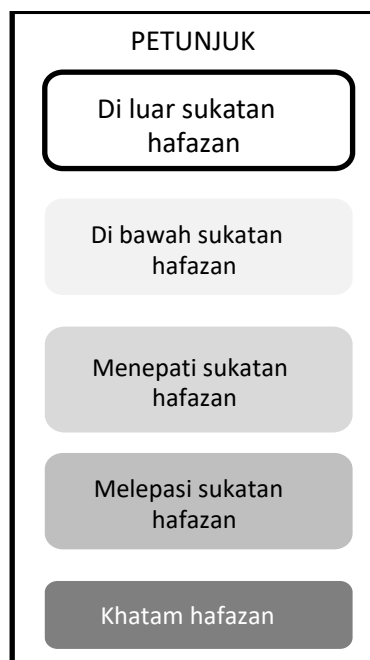 PETUNJUK
Di luar sukatan
hafazan
Di bawah sukatan
hafazan
Menepati sukatan
hafazan
Melepasi sukatan
hafazan
Khatam hafazan